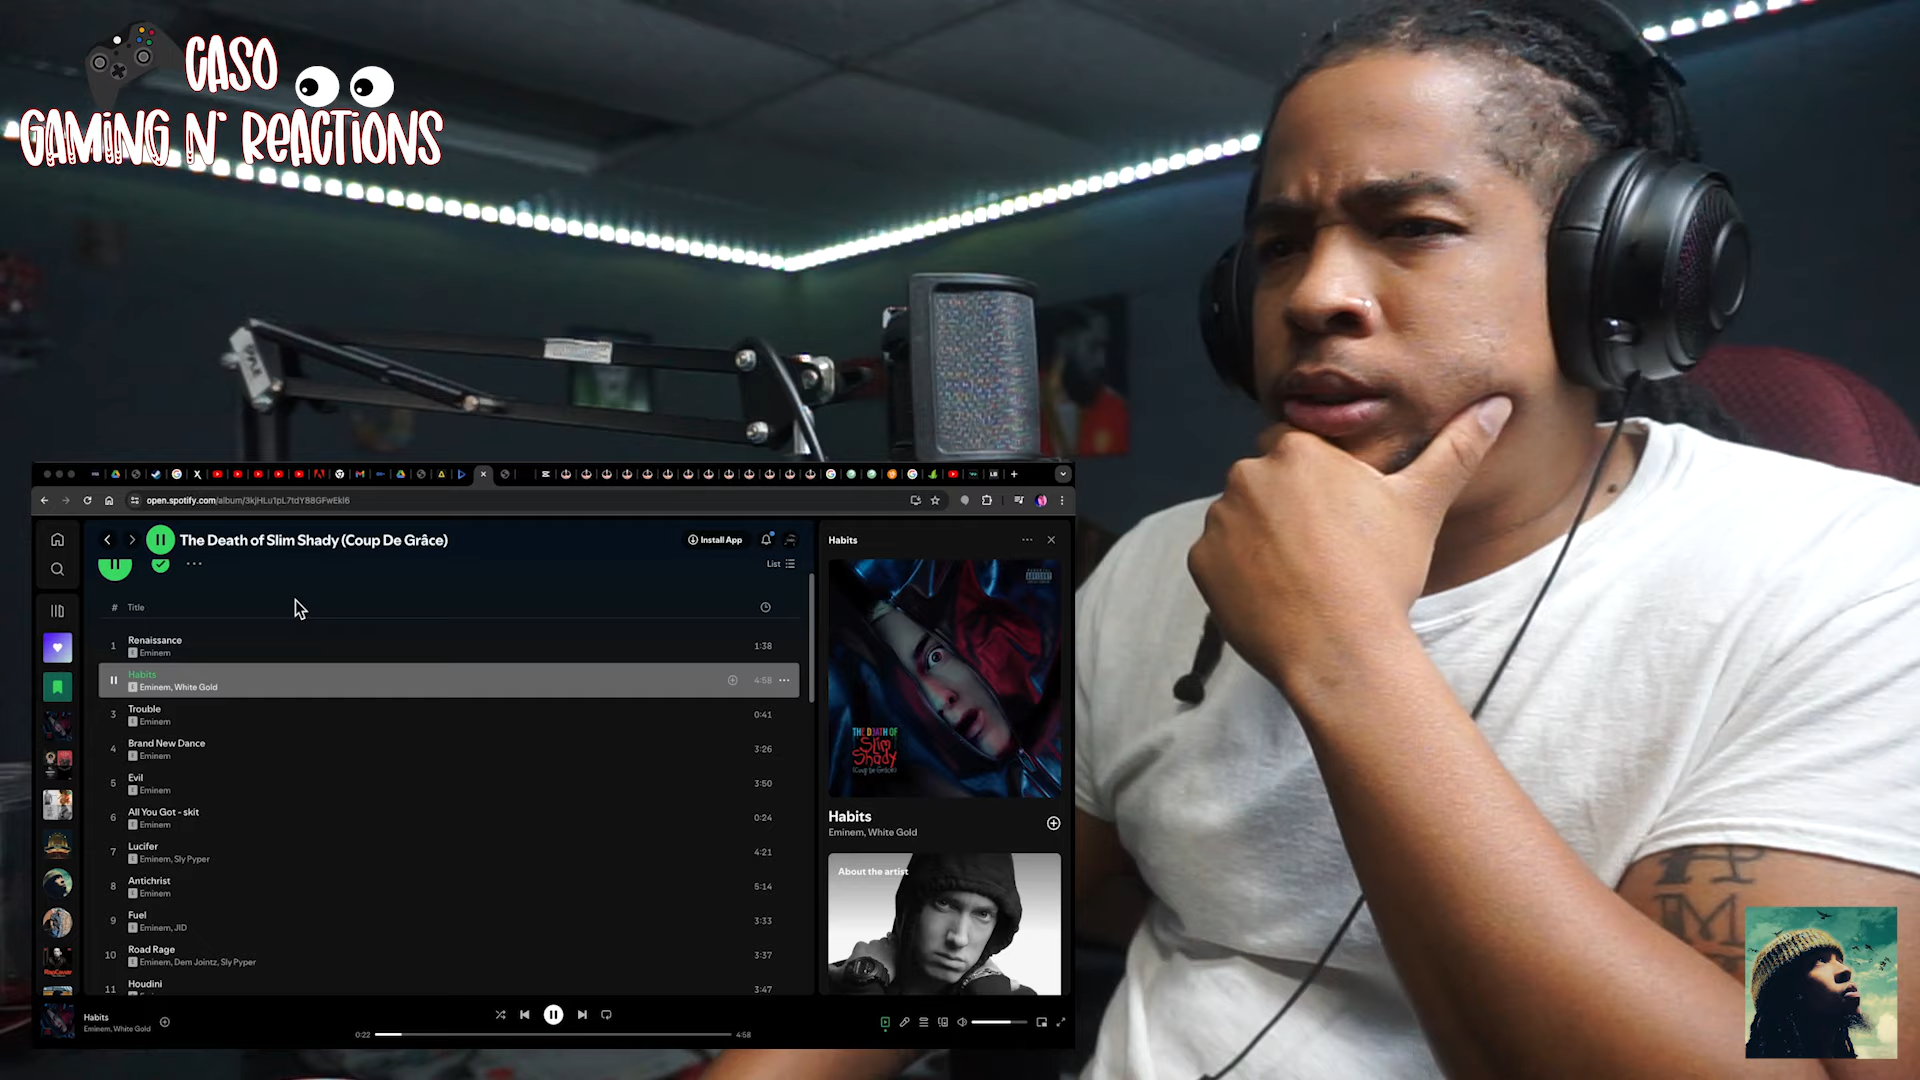 CASO
GAMING N' REACTIONS
open.spotify.com/album/3kjHLu1pL7tdY88GFwEkl6
The Death of Slim Shady (Coup De Grâce)
Install App
List
# Title
1 Renaissance 1:38
E Eminem
Habits 4:58
E Eminem, White Gold
3 Trouble 0:41
E Eminem
4 Brand New Dance 3:26
E Eminem
5 Evil 3:50
E Eminem
6 All You Got - skit 0:24
E Eminem
7 Lucifer 4:21
E Eminem, Sly Pyper
8 Antichrist 5:14
E Eminem
9 Fuel 3:33
E Eminem, JID
10 Road Rage 3:37
E Eminem, Dem Jointz, Sly Pyper
11 Houdini 3:47
Habits
THE DEATH OF
Slim
Shady
(Coup De Grâce)
Habits
Eminem, White Gold
About the artist
Habits
Eminem, White Gold
0:22
4:58
A
M